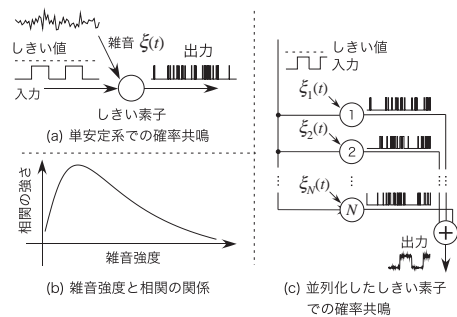 雑音 ξ(t)
しきい値
出力
入力
しきい素子
(a) 単安定系での確率共鳴
相関の強さ
雑音強度
(b) 雑音強度と相関の関係
しきい値
入力
ξ1(t)
1
ξ2(t)
2
ξN(t)
N
+
出力
(c) 並列化したしきい素子
での確率共鳴